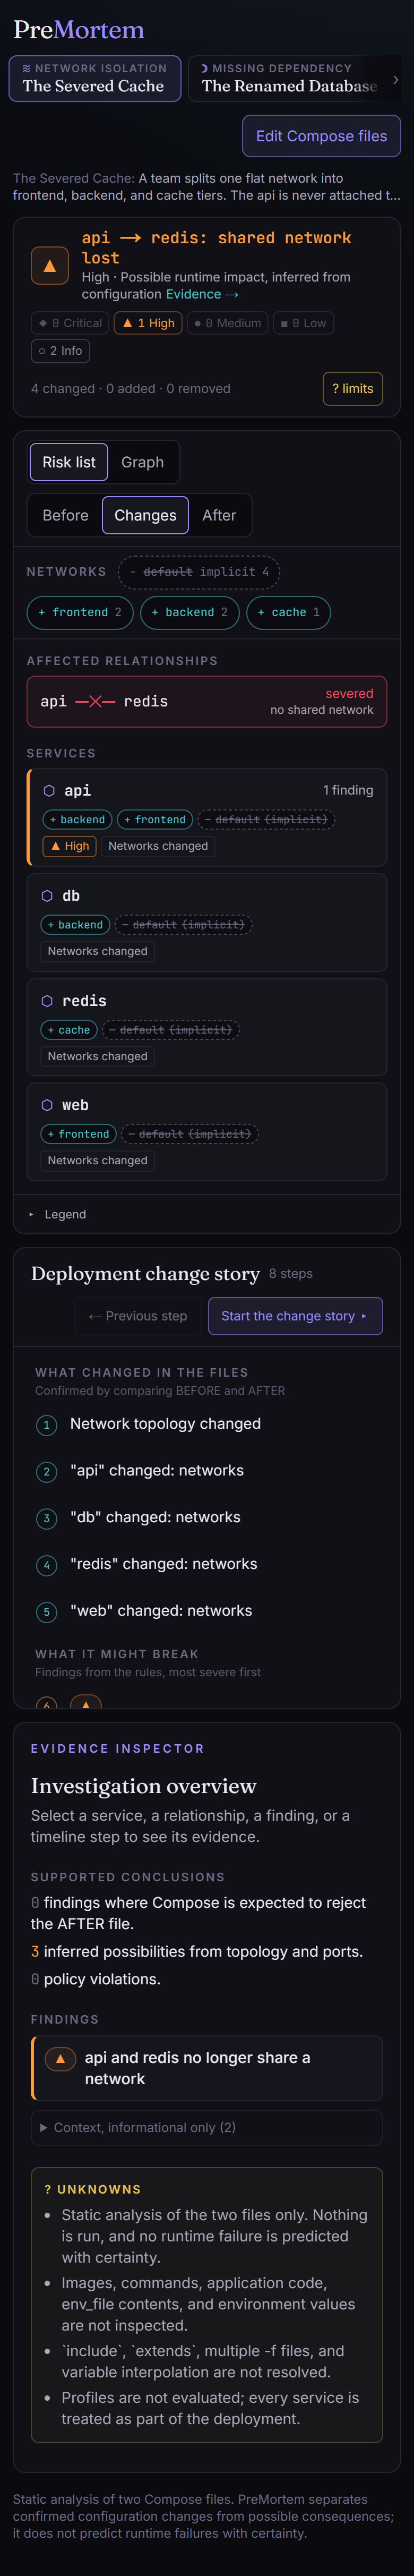 PreMortem
NETWORK ISOLATION
The Severed Cache
MISSING DEPENDENCY
The Renamed Database
Edit Compose files
The Severed Cache: A team splits one flat network into
frontend, backend, and cache tiers. The api is never attached t...
api → redis: shared network
lost
High · Possible runtime impact, inferred from
configuration Evidence →
◆ 0 Critical
▲ 1 High
● 0 Medium
■ 0 Low
○ 2 Info
4 changed · 0 added · 0 removed
? limits
Risk list
Graph
Before
Changes
After
NETWORKS
- default implicit 4
+ frontend 2
+ backend 2
+ cache 1
AFFECTED RELATIONSHIPS
api —✕— redis
severed
no shared network
SERVICES
api
1 finding
+ backend
+ frontend
− default (implicit)
▲ High
Networks changed
db
+ backend
− default (implicit)
Networks changed
redis
+ cache
− default (implicit)
Networks changed
web
+ frontend
− default (implicit)
Networks changed
▸ Legend
Deployment change story 8 steps
← Previous step
Start the change story ▸
WHAT CHANGED IN THE FILES
Confirmed by comparing BEFORE and AFTER
1 Network topology changed
2 "api" changed: networks
3 "db" changed: networks
4 "redis" changed: networks
5 "web" changed: networks
WHAT IT MIGHT BREAK
Findings from the rules, most severe first
6 ▲
EVIDENCE INSPECTOR
Investigation overview
Select a service, a relationship, a finding, or a
timeline step to see its evidence.
SUPPORTED CONCLUSIONS
0 findings where Compose is expected to reject
the AFTER file.
3 inferred possibilities from topology and ports.
0 policy violations.
FINDINGS
▲ api and redis no longer share a
network
▶ Context, informational only (2)
? UNKNOWNS
• Static analysis of the two files only. Nothing
is run, and no runtime failure is predicted
with certainty.
• Images, commands, application code,
env_file contents, and environment values
are not inspected.
• `include`, `extends`, multiple -f files, and
variable interpolation are not resolved.
• Profiles are not evaluated; every service is
treated as part of the deployment.
Static analysis of two Compose files. PreMortem separates
confirmed configuration changes from possible consequences;
it does not predict runtime failures with certainty.